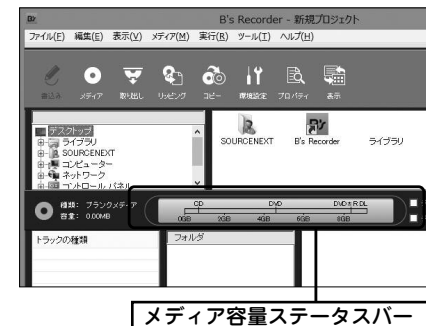 B's Recorder - 新規プロジェクト
ファイル(F) 編集(E) 表示(V) メディア(M) 実行(R) ツール(T) ヘルプ(H)
書込み メディア 取り出し リッピング コピー 環境設定 プロパティ 表示
デスクトップ
ライブラリ
SOURCENEXT
コンピューター
ネットワーク
コントロール パネル
SOURCENEXT B's Recorder ライブラリ
種類: ブランクメディア
容量: 0.00MB
CD DVD DVD±R DL
0GB 2GB 4GB 6GB 8GB
トラックの種類 フォルダ
メディア容量ステータスバー